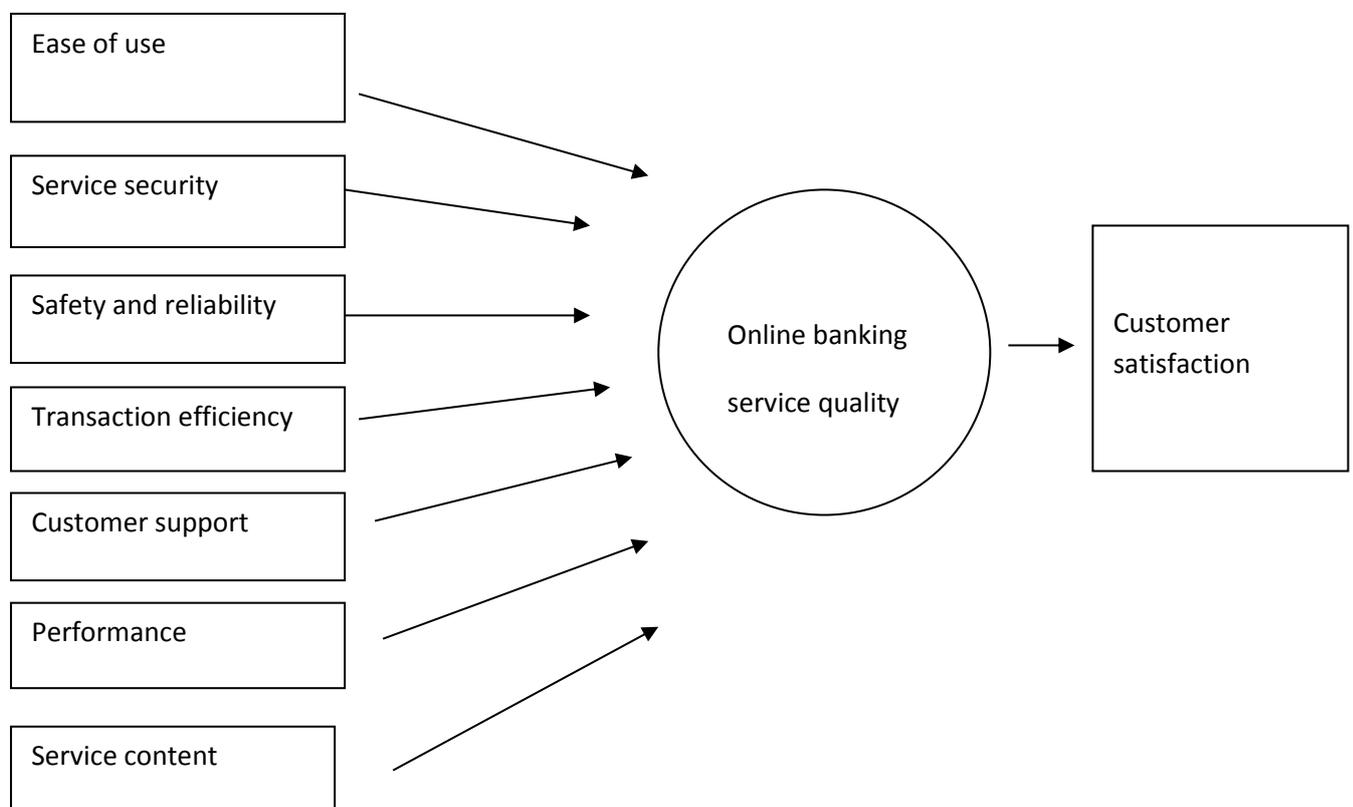 Ease of use
Service security
Safety and reliability
Transaction efficiency
Customer support
Performance
Service content
Online banking
service quality
Customer
satisfaction